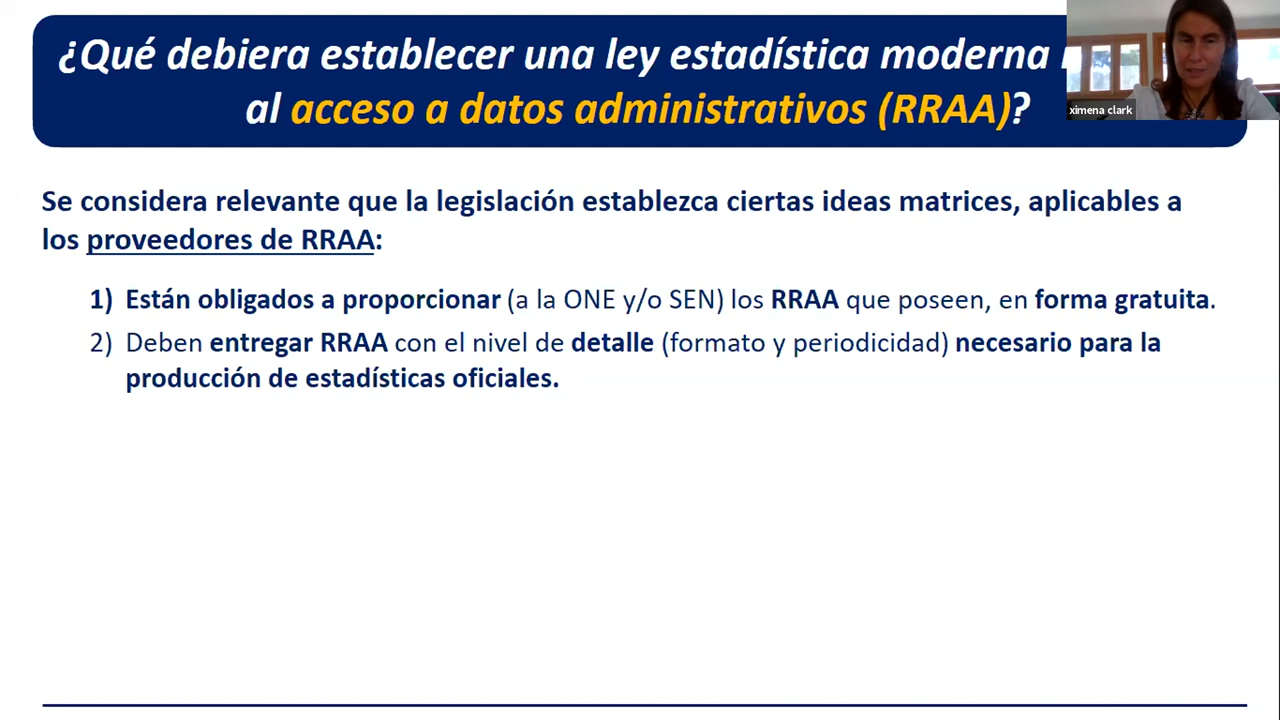 ¿Qué debiera establecer una ley estadística moderna
al acceso a datos administrativos (RRAA)?
ximena clark
Se considera relevante que la legislación establezca ciertas ideas matrices, aplicables a
los proveedores de RRAA:
1) Están obligados a proporcionar (a la ONE y/o SEN) los RRAA que poseen, en forma gratuita.
2) Deben entregar RRAA con el nivel de detalle (formato y periodicidad) necesario para la
producción de estadísticas oficiales.